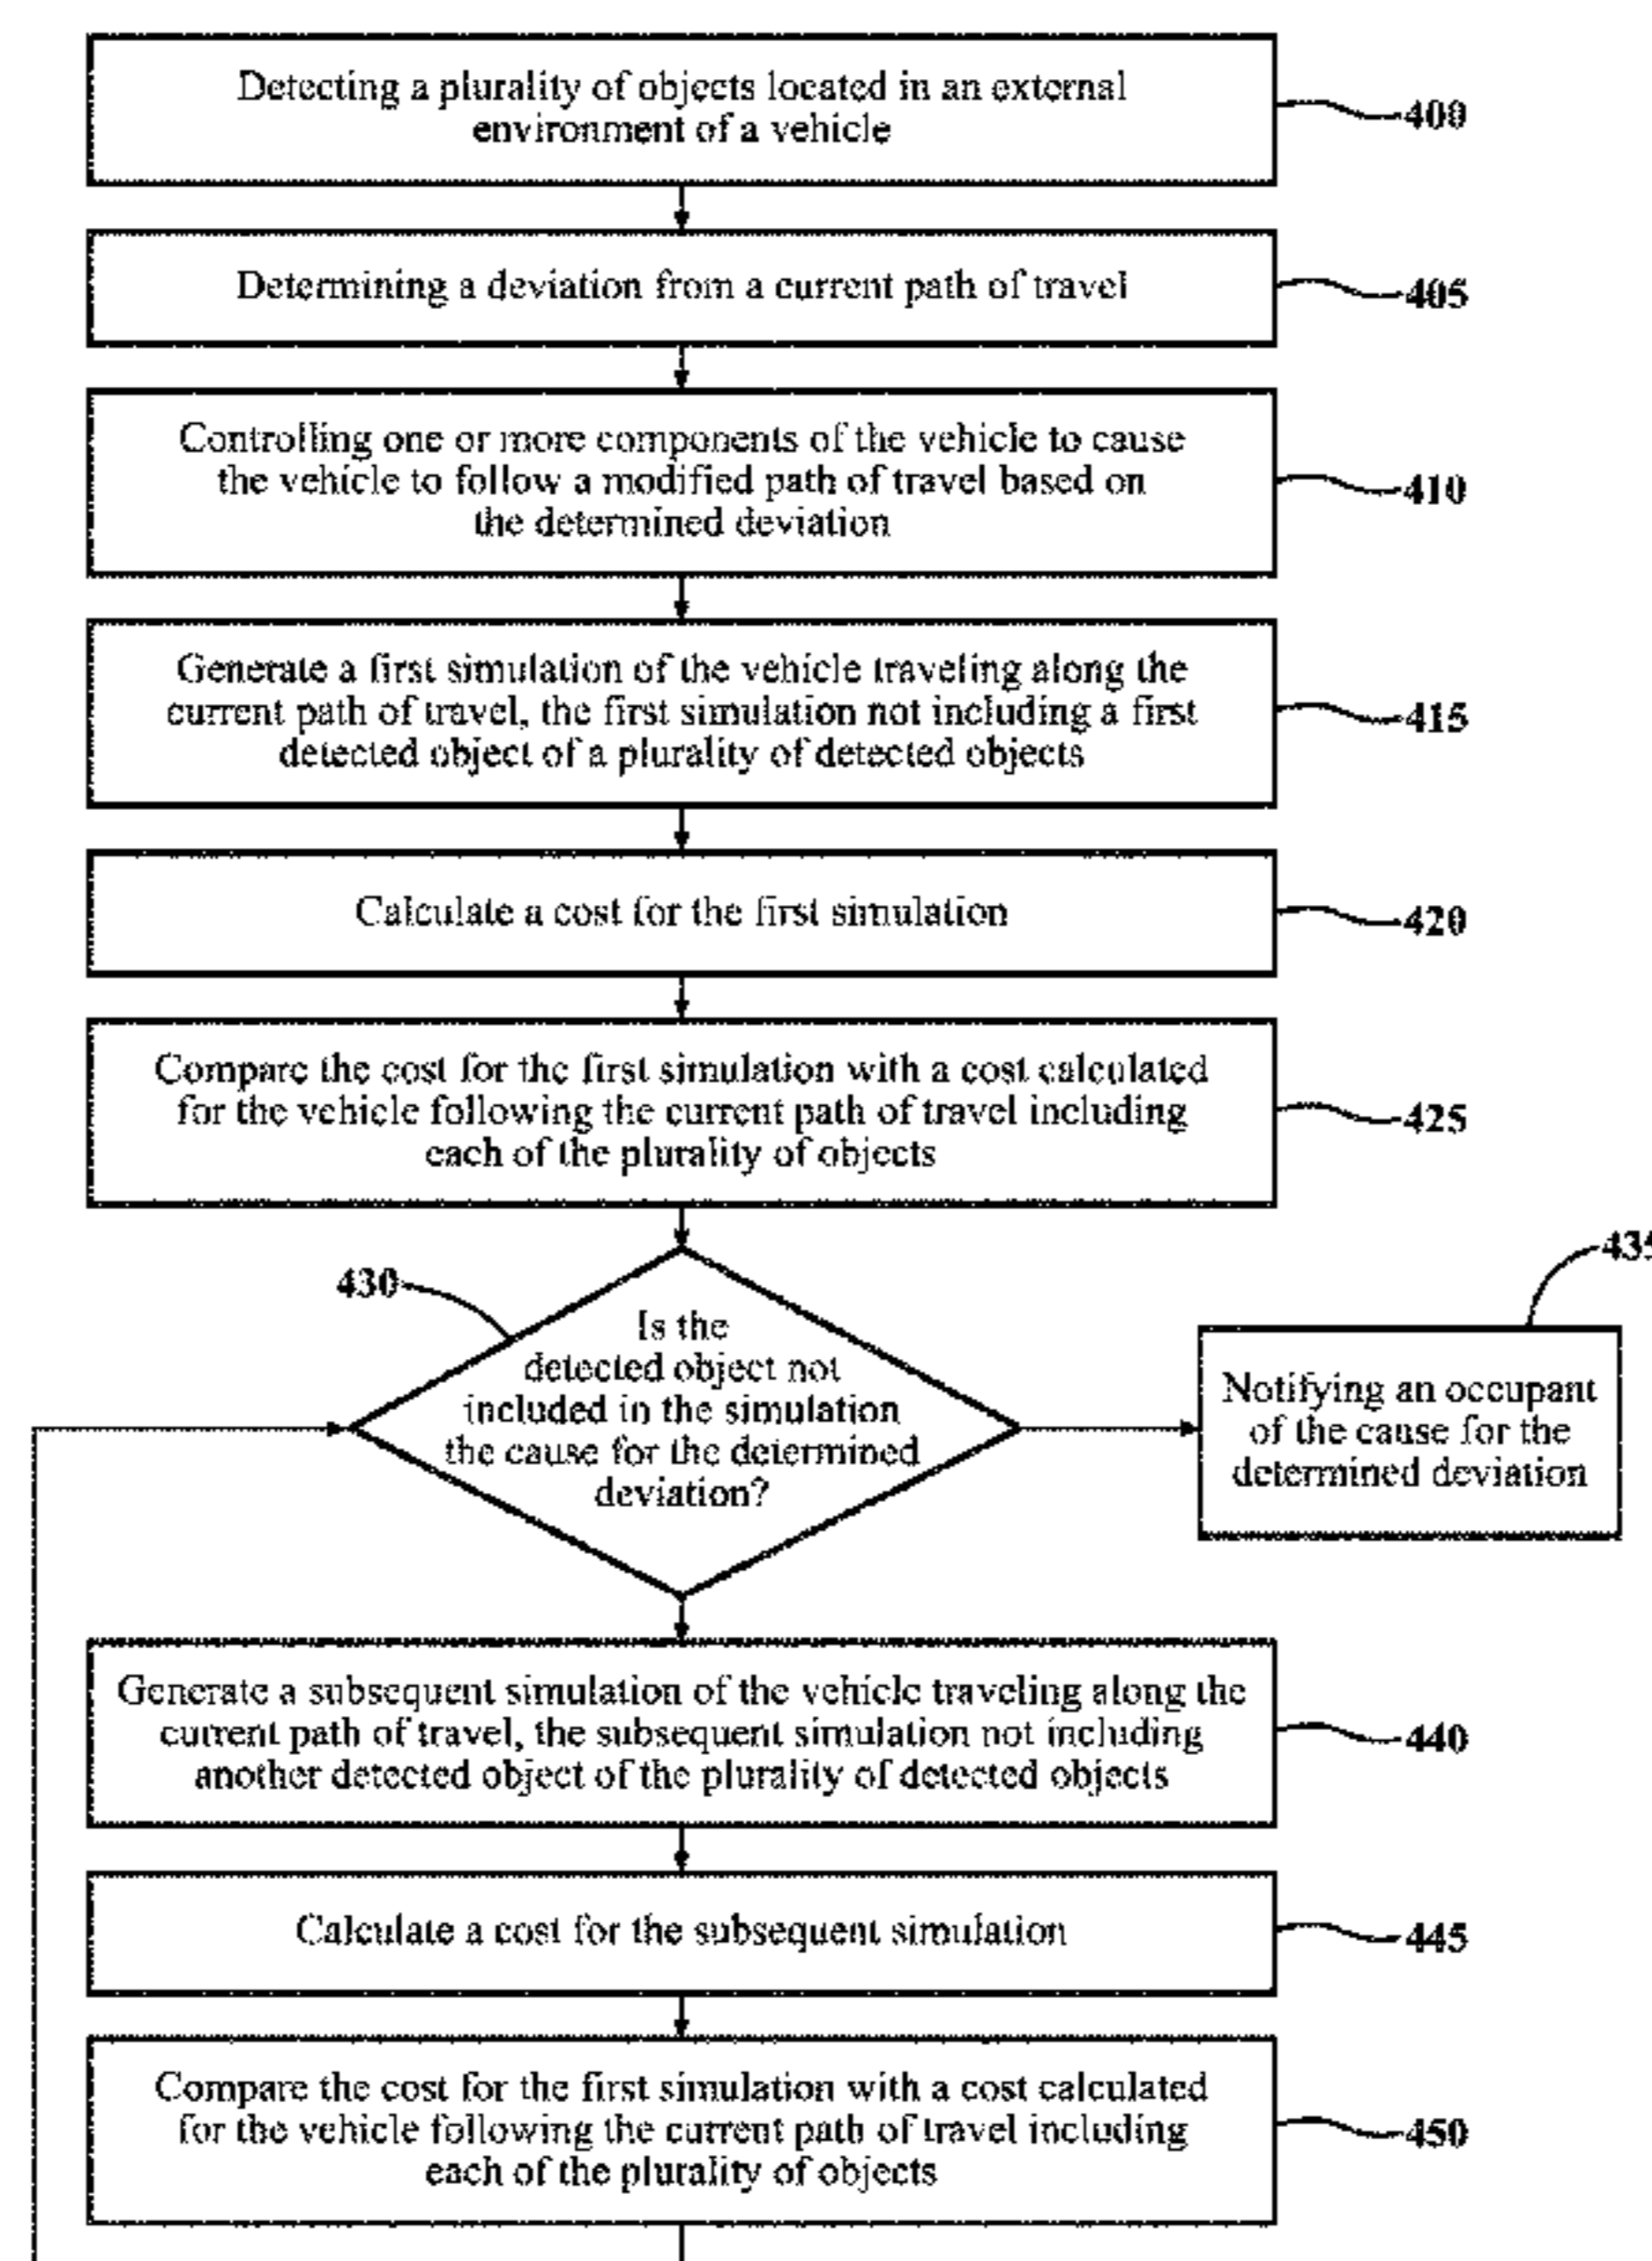 Detecting a plurality of objects located in an external
environment of a vehicle
400
Determining a deviation from a current path of travel
405
Controlling one or more components of the vehicle to cause
the vehicle to follow a modified path of travel based on
the determined deviation
410
Generate a first simulation of the vehicle traveling along the
current path of travel, the first simulation not including a first
detected object of a plurality of detected objects
415
Calculate a cost for the first simulation
420
Compare the cost for the first simulation with a cost calculated
for the vehicle following the current path of travel including
each of the plurality of objects
425
430
Is the
detected object not
included in the simulation
the cause for the determined
deviation?
435
Notifying an occupant
of the cause for the
determined deviation
Generate a subsequent simulation of the vehicle traveling along the
current path of travel, the subsequent simulation not including
another detected object of the plurality of detected objects
440
Calculate a cost for the subsequent simulation
445
Compare the cost for the first simulation with a cost calculated
for the vehicle following the current path of travel including
each of the plurality of objects
450